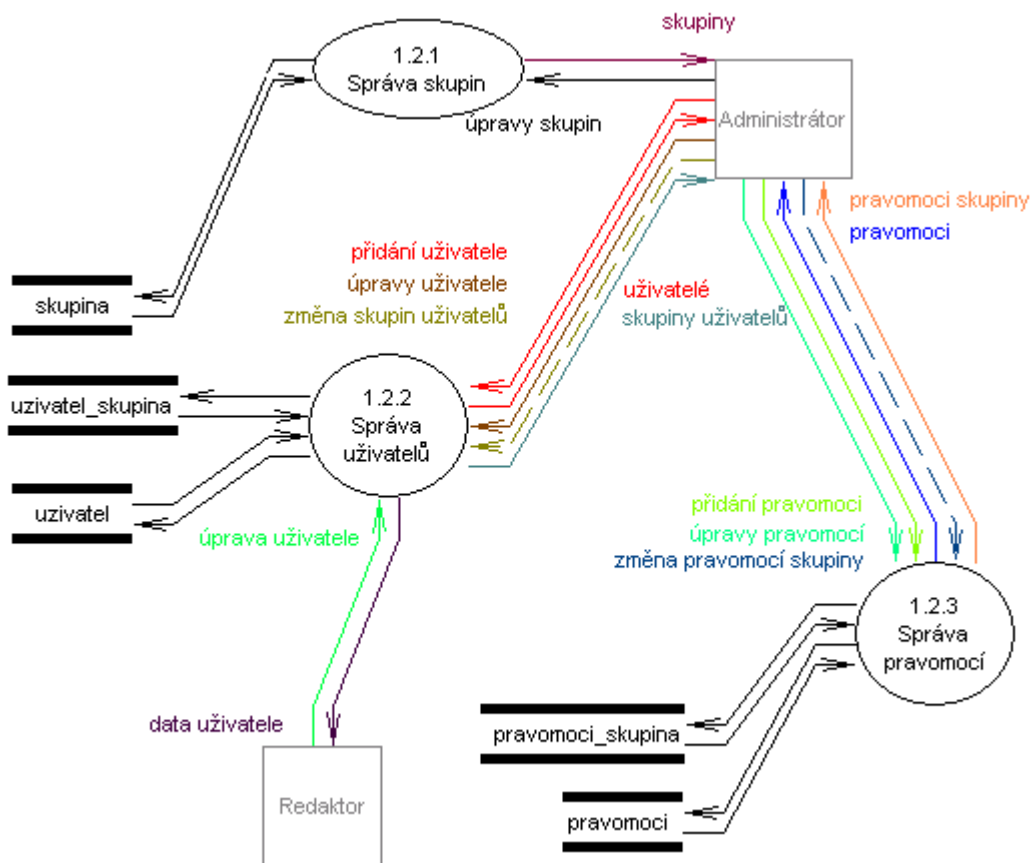 skupiny
1.2.1
Správa skupin
Administrátor
úpravy skupin
pravomoci skupiny
pravomoci
přidání uživatele
úpravy uživatele
změna skupin uživatelů
uživatelé
skupiny uživatelů
skupina
uzivatel_skupina
1.2.2
Správa
uživatelů
uzivatel
úprava uživatele
přidání pravomoci
úpravy pravomocí
změna pravomocí skupiny
1.2.3
Správa
pravomocí
data uživatele
pravomoci_skupina
Redaktor
pravomoci